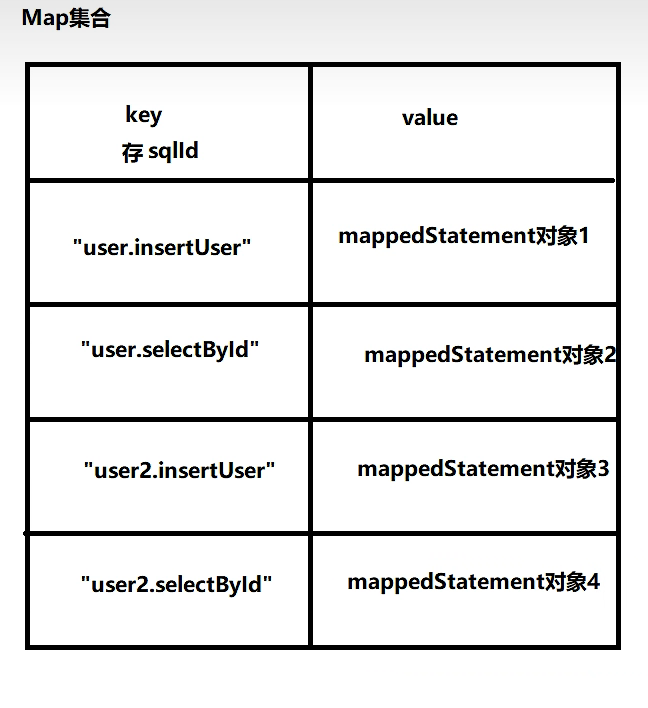 Map集合
key
value
存 sqlId
"user.insertUser"
mappedStatement对象1
"user.selectById"
mappedStatement对象2
"user2.insertUser"
mappedStatement对象3
"user2.selectById"
mappedStatement对象4